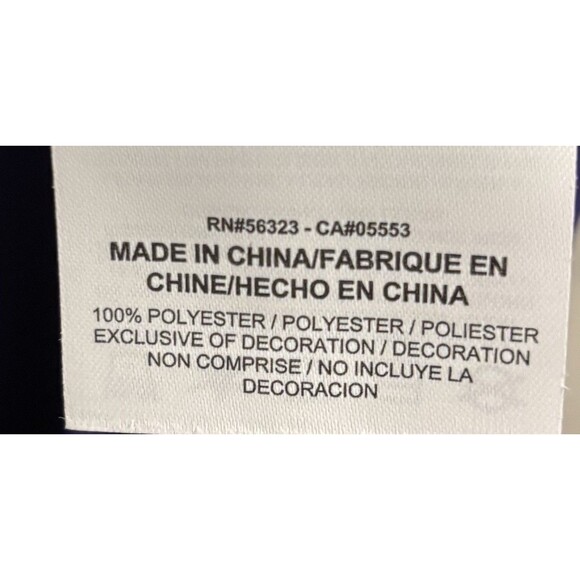 RN#56323 - CA#05553
MADE IN CHINA/FABRIQUE EN
CHINE/HECHO EN CHINA
100% POLYESTER / POLYESTER / POLIESTER
EXCLUSIVE OF DECORATION / DECORATION
NON COMPRISE / NO INCLUYE LA
DECORACION